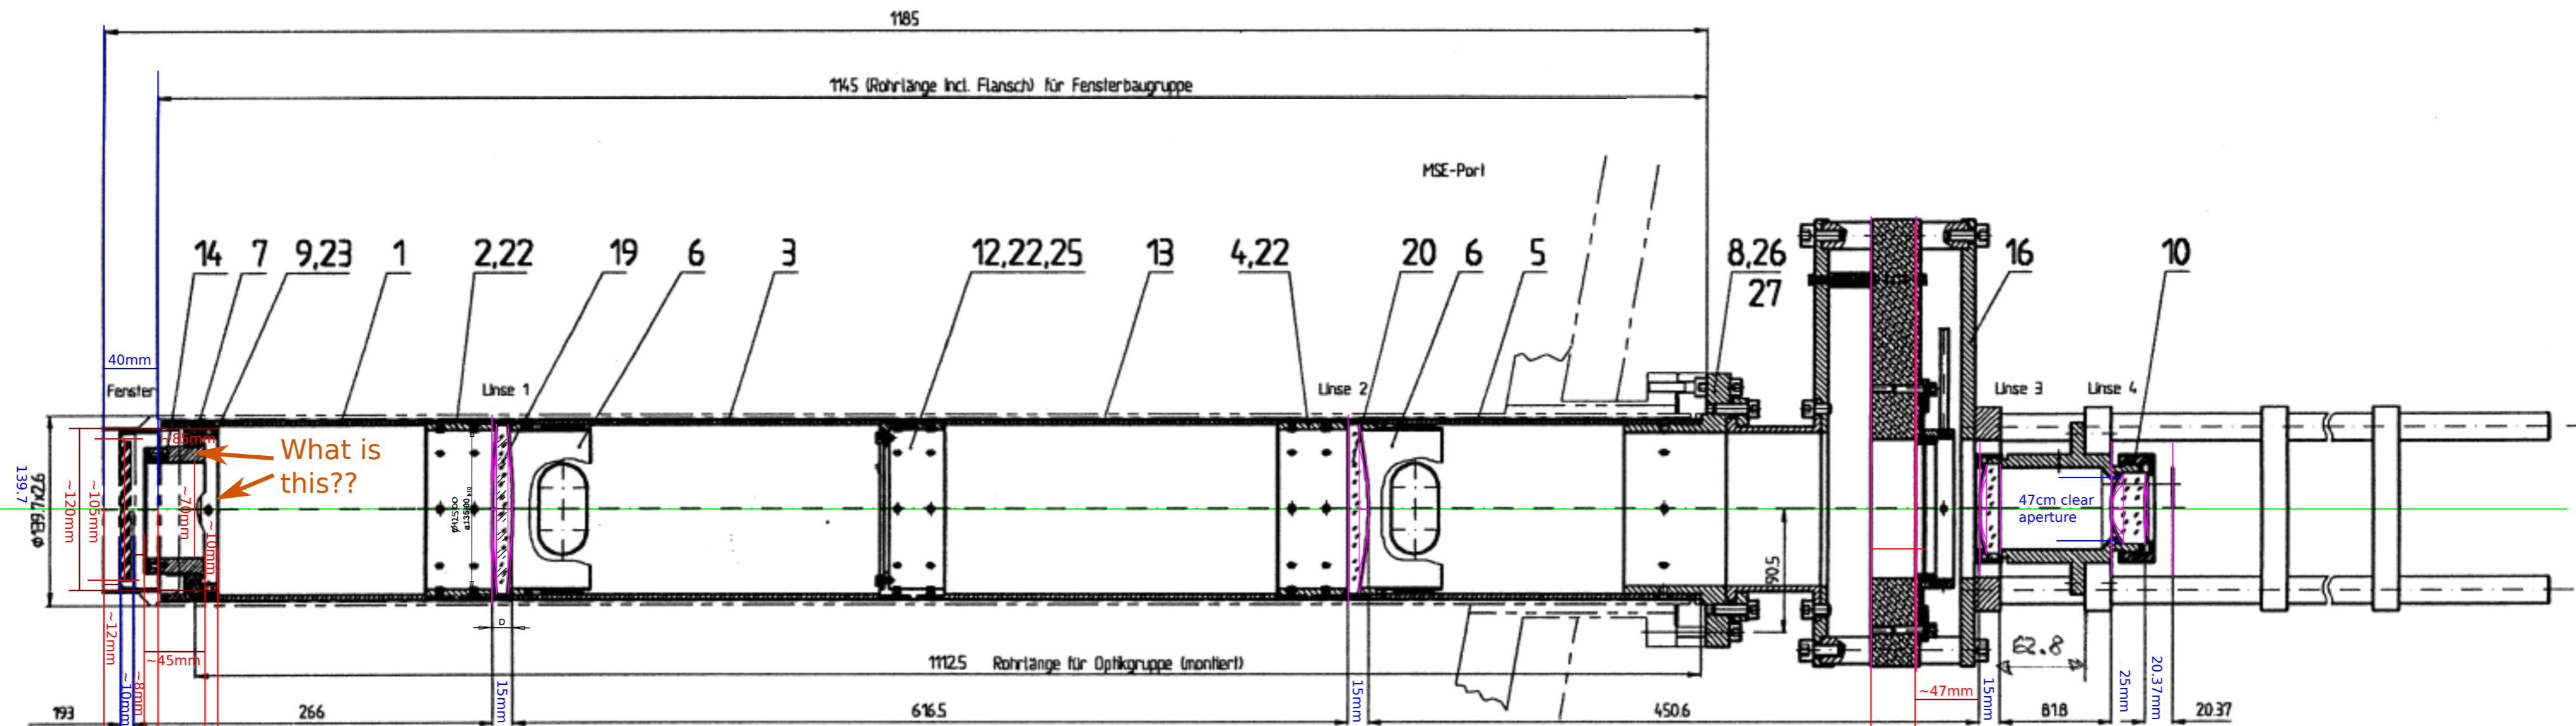 1185
1145 (Rohrlänge incl. Flansch) für Fensterbaugruppe
MSE-Port
14
7
9,23
1
2,22
19
6
3
12,22,25
13
4,22
20
6
5
8,26
27
16
10
40mm
Fenster
Linse 1
Linse 2
Linse 3
Linse 4
~85mm
What is
this??
139.7
ø139.7x2.6
~120mm
~105mm
~70mm
~10mm
47cm clear
aperture
D
~12mm
~45mm
~10mm
~8mm
1112.5 Rohrlänge für Optikgruppe (montiert)
62.8
15mm
15mm
~47mm
15mm
25mm
20.37mm
193
266
616.5
450.6
81.8
20.37